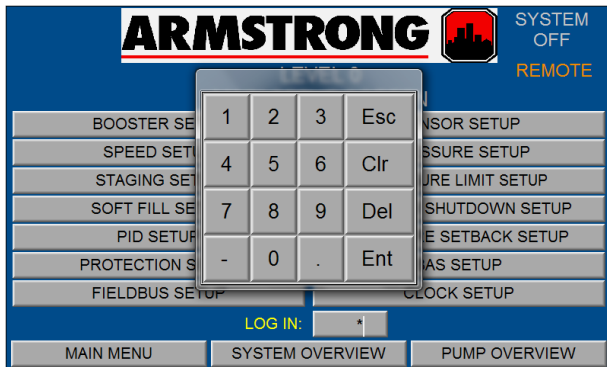 ARMSTRONG
SYSTEM
OFF
LEVEL 0
REMOTE
BOOSTER SE
NSOR SETUP
SPEED SETU
SSURE SETUP
STAGING SET
URE LIMIT SETUP
SOFT FILL SE
SHUTDOWN SETUP
PID SETUP
E SETBACK SETUP
PROTECTION S
BAS SETUP
FIELDBUS SETUP
CLOCK SETUP
1 2 3 Esc
4 5 6 Clr
7 8 9 Del
- 0 . Ent
LOG IN: *
MAIN MENU SYSTEM OVERVIEW PUMP OVERVIEW